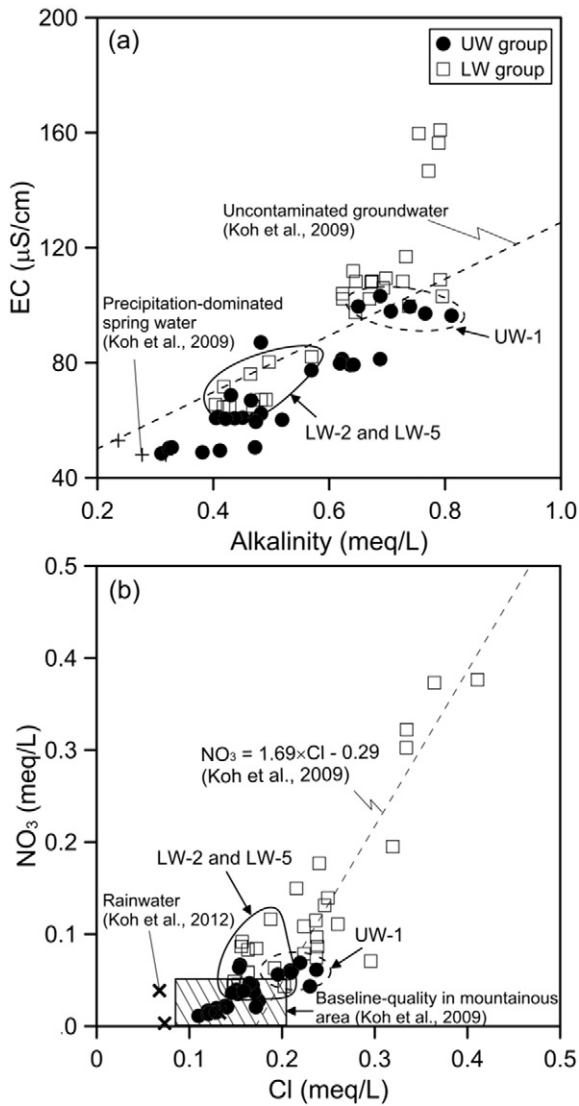 (a)
UW group
LW group
200
160
120
80
40
EC (μS/cm)
Uncontaminated groundwater
(Koh et al., 2009)
Precipitation-dominated
spring water
(Koh et al., 2009)
UW-1
LW-2 and LW-5
0.2
0.4
0.6
0.8
1.0
Alkalinity (meq/L)
(b)
0.5
0.4
0.3
0.2
0.1
.0
NO₃ (meq/L)
NO₃ = 1.69×Cl - 0.29
(Koh et al., 2009)
LW-2 and LW-5
Rainwater
(Koh et al., 2012)
UW-1
Baseline-quality in mountainous
area (Koh et al., 2009)
0
0.1
0.2
0.3
0.4
0.5
Cl (meq/L)